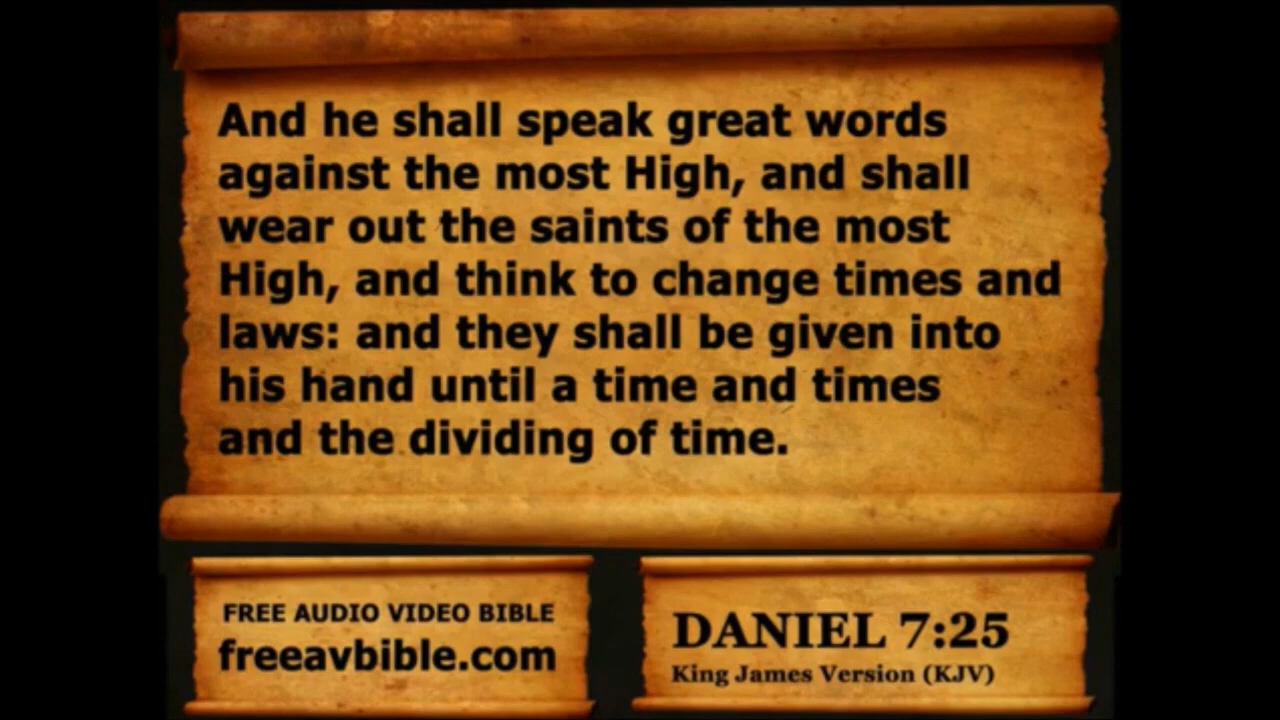 And he shall speak great words
against the most High, and shall
wear out the saints of the most
High, and think to change times and
laws: and they shall be given into
his hand until a time and times
and the dividing of time.
FREE AUDIO VIDEO BIBLE
freeavbible.com
DANIEL 7:25
King James Version (KJV)